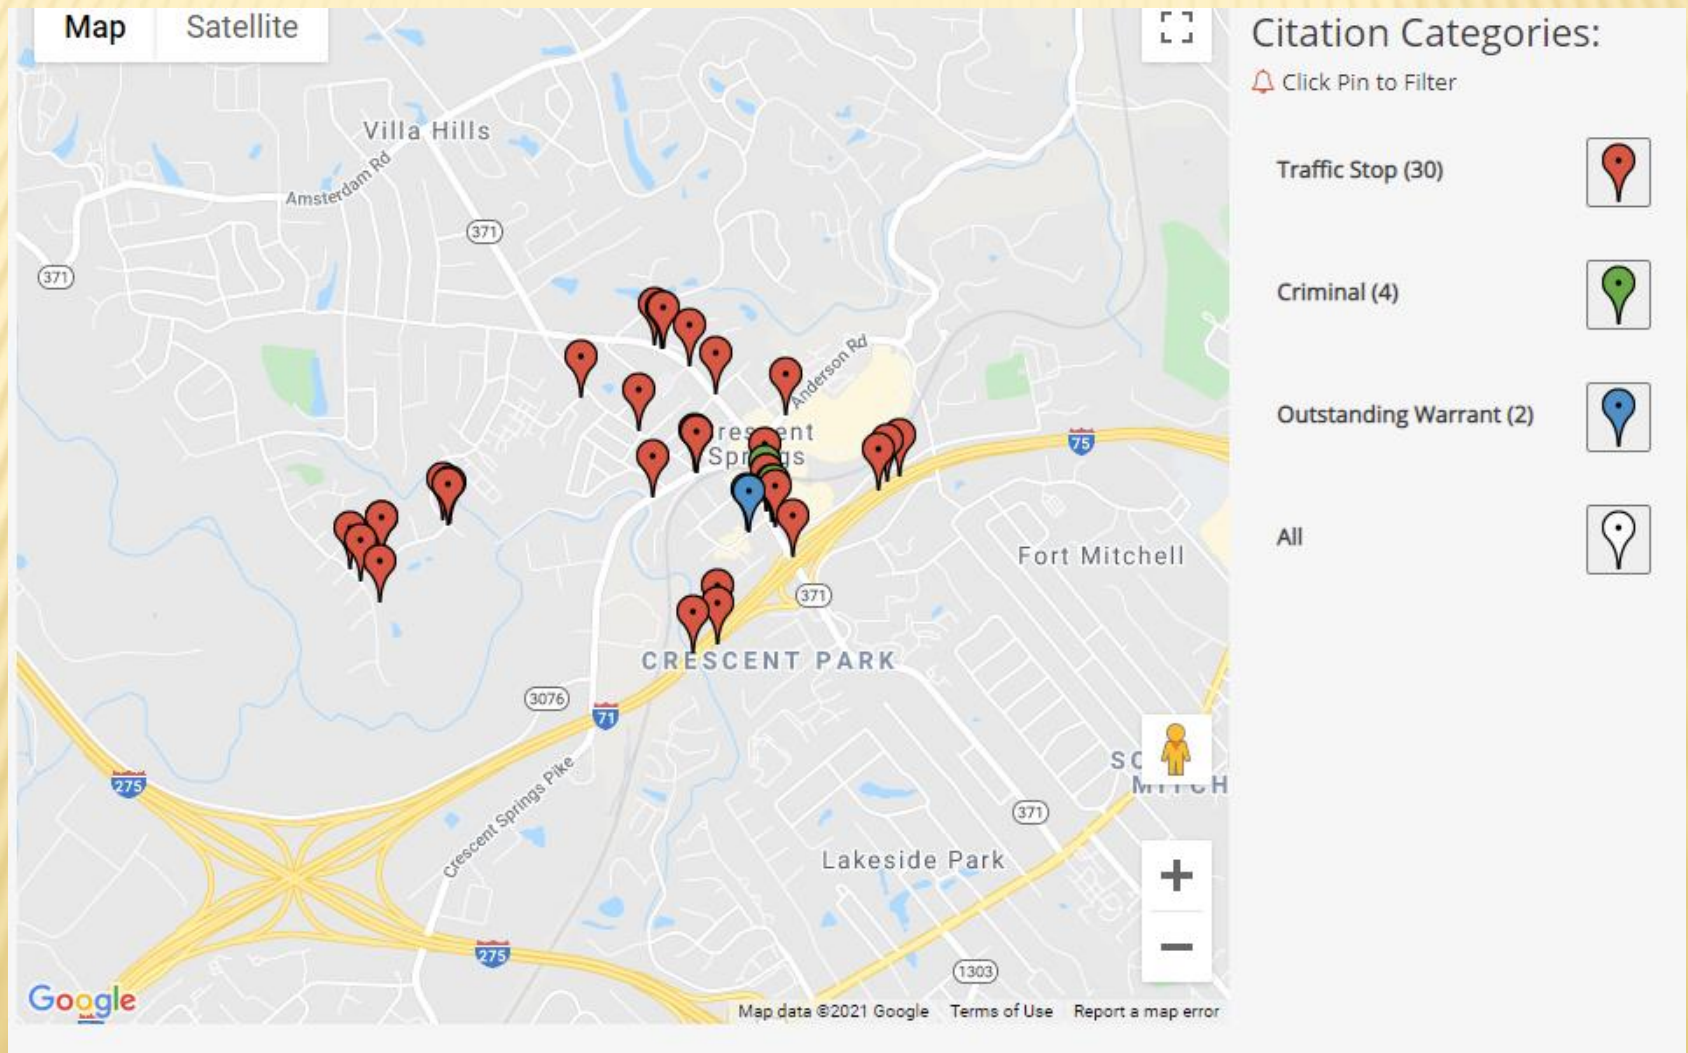 Map
Satellite
Citation Categories:
Click Pin to Filter
Villa Hills
Amsterdam Rd
Traffic Stop (30)
371
371
Criminal (4)
Anderson Rd
Outstanding Warrant (2)
75
Springs
All
Fort Mitchell
371
CRESCENT PARK
3076
71
275
Crescent Springs Pike
371
Lakeside Park
275
1303
Google
Map data ©2021 Google
Terms of Use
Report a map error